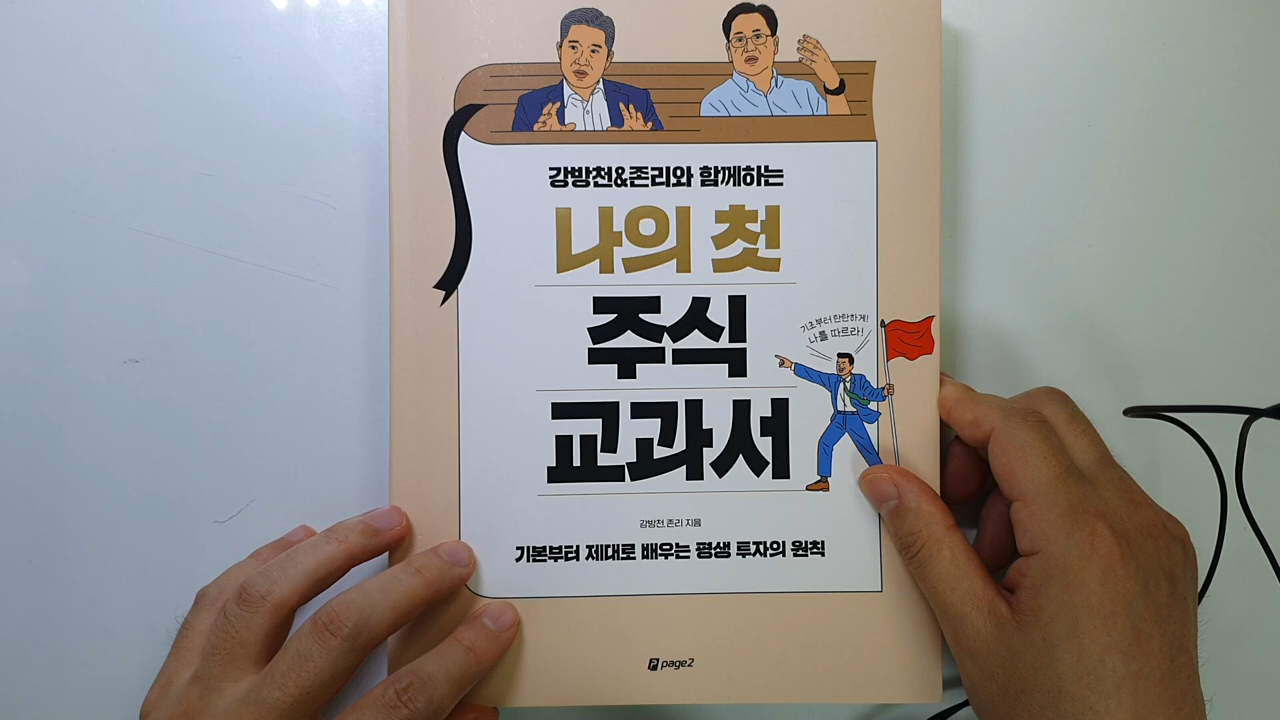 강방천&존리와 함께하는
나의 첫
주식
교과서
기초부터 탄탄하게!
나를 따르라!
강방천, 존리 지음
기본부터 제대로 배우는 평생 투자의 원칙
page2